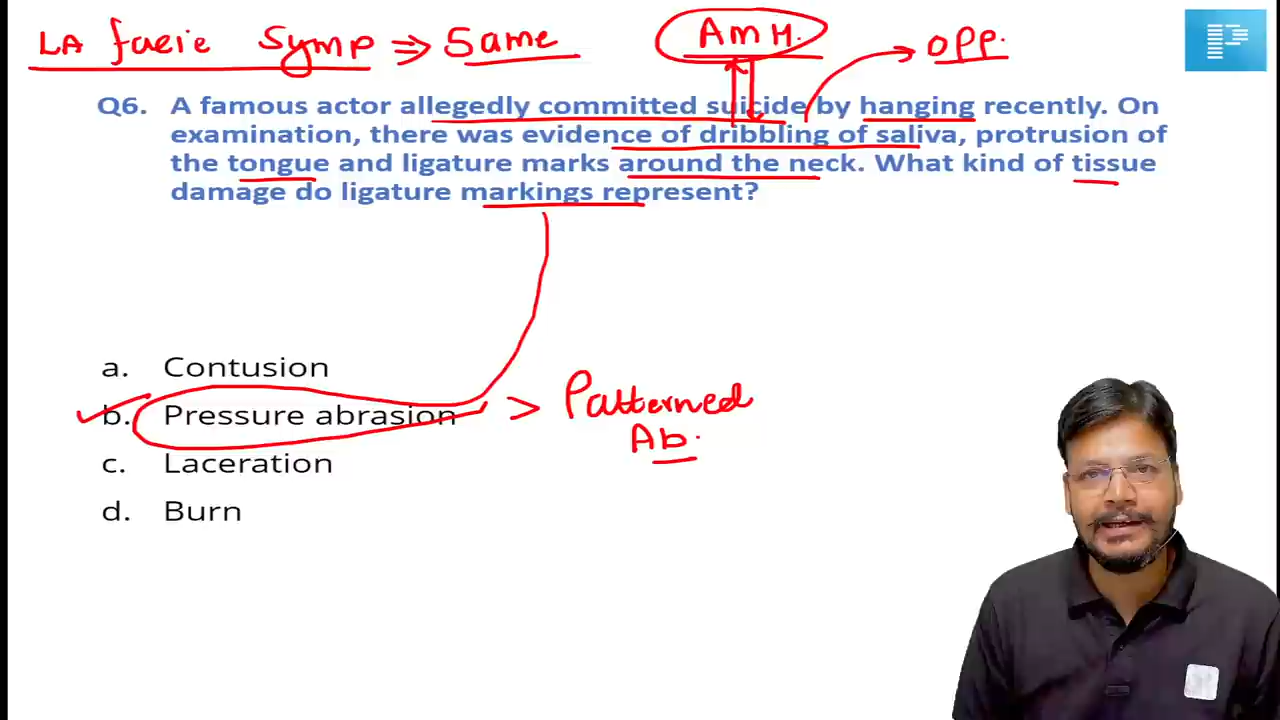 LA facie Symp ⇒ Same
AmH.
opp.
Q6. A famous actor allegedly committed suicide by hanging recently. On
examination, there was evidence of dribbling of saliva, protrusion of
the tongue and ligature marks around the neck. What kind of tissue
damage do ligature markings represent?
a. Contusion
b. Pressure abrasion > Patterned
Ab.
c. Laceration
d. Burn